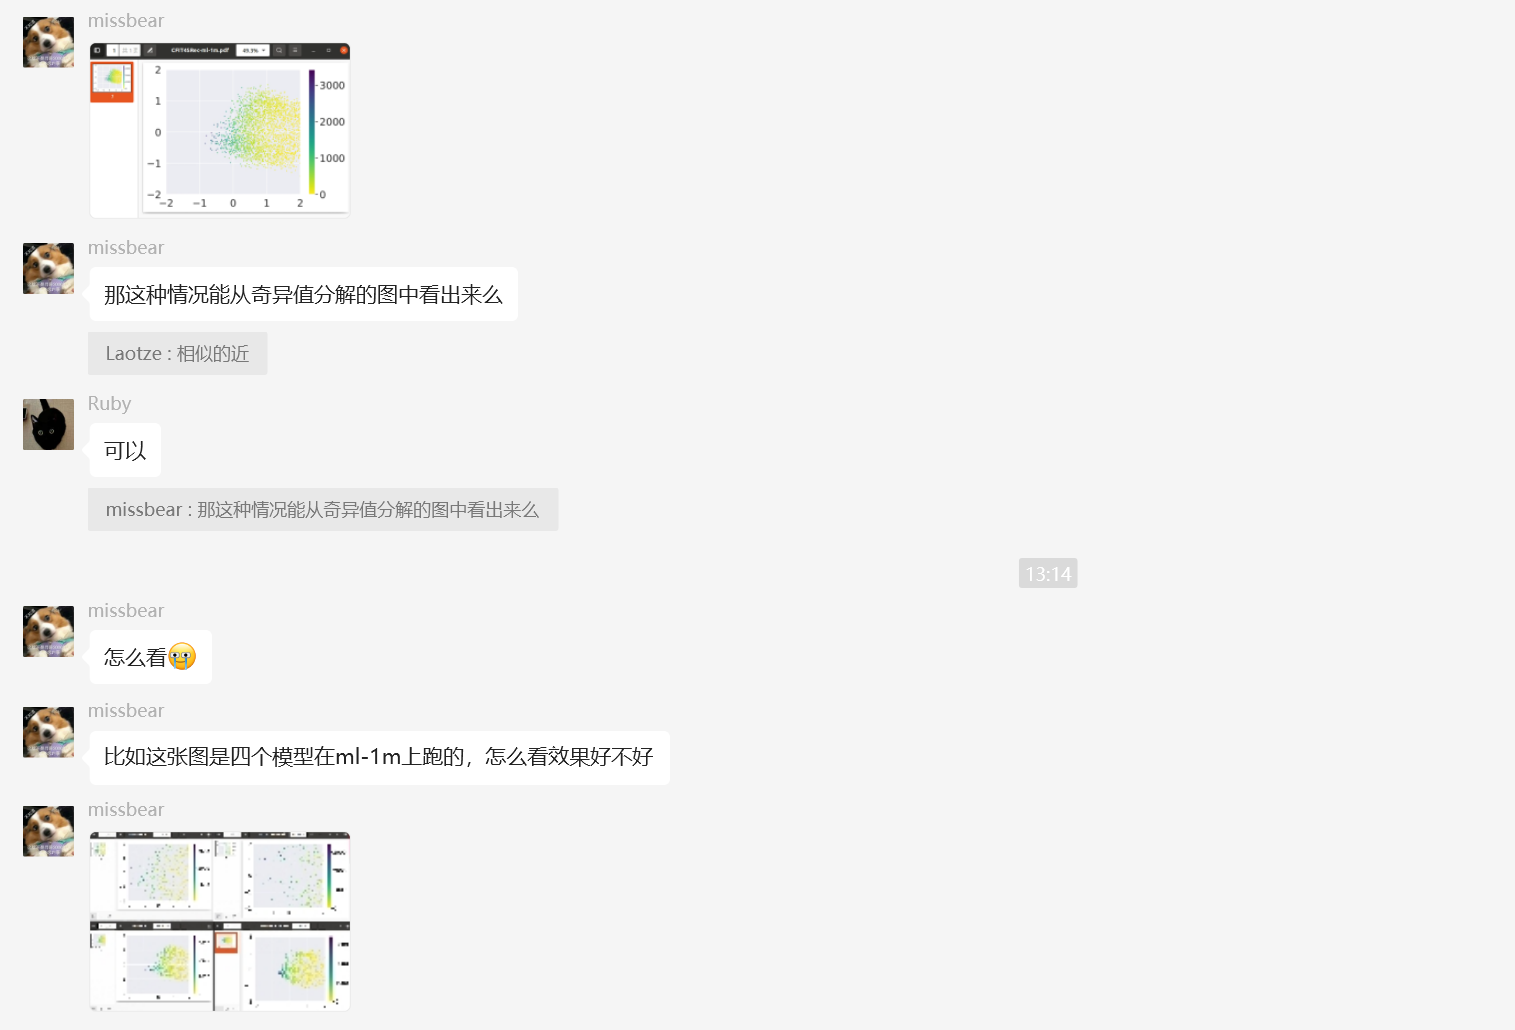 missbear
CFIT4SRec-ml-1m.pdf
2
1
0
−1
−2
−2
−1
0
1
2
3000
2000
1000
0
missbear
那这种情况能从奇异值分解的图中看出来么
Laotze : 相似的近
Ruby
可以
missbear : 那这种情况能从奇异值分解的图中看出来么
13:14
missbear
怎么看
missbear
比如这张图是四个模型在ml-1m上跑的，怎么看效果好不好
missbear